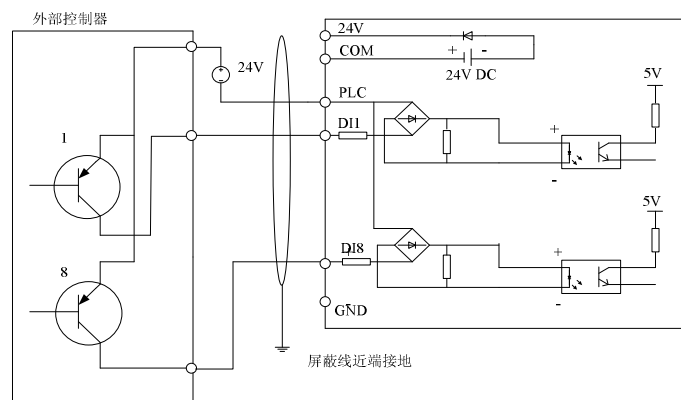 外部控制器
24V
COM
+ -
24V DC
24V
+
-
PLC
5V
1
DI1
+
-
5V
8
DI8
+
+
-
GND
屏蔽线近端接地